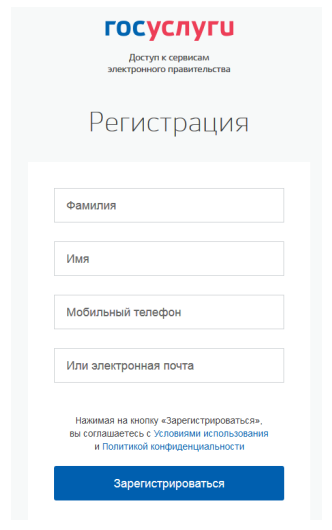 госуслуги
Доступ к сервисам
электронного правительства
Регистрация
Фамилия
Имя
Мобильный телефон
Или электронная почта
Нажимая на кнопку «Зарегистрироваться»,
вы соглашаетесь с Условиями использования
и Политикой конфиденциальности
Зарегистрироваться